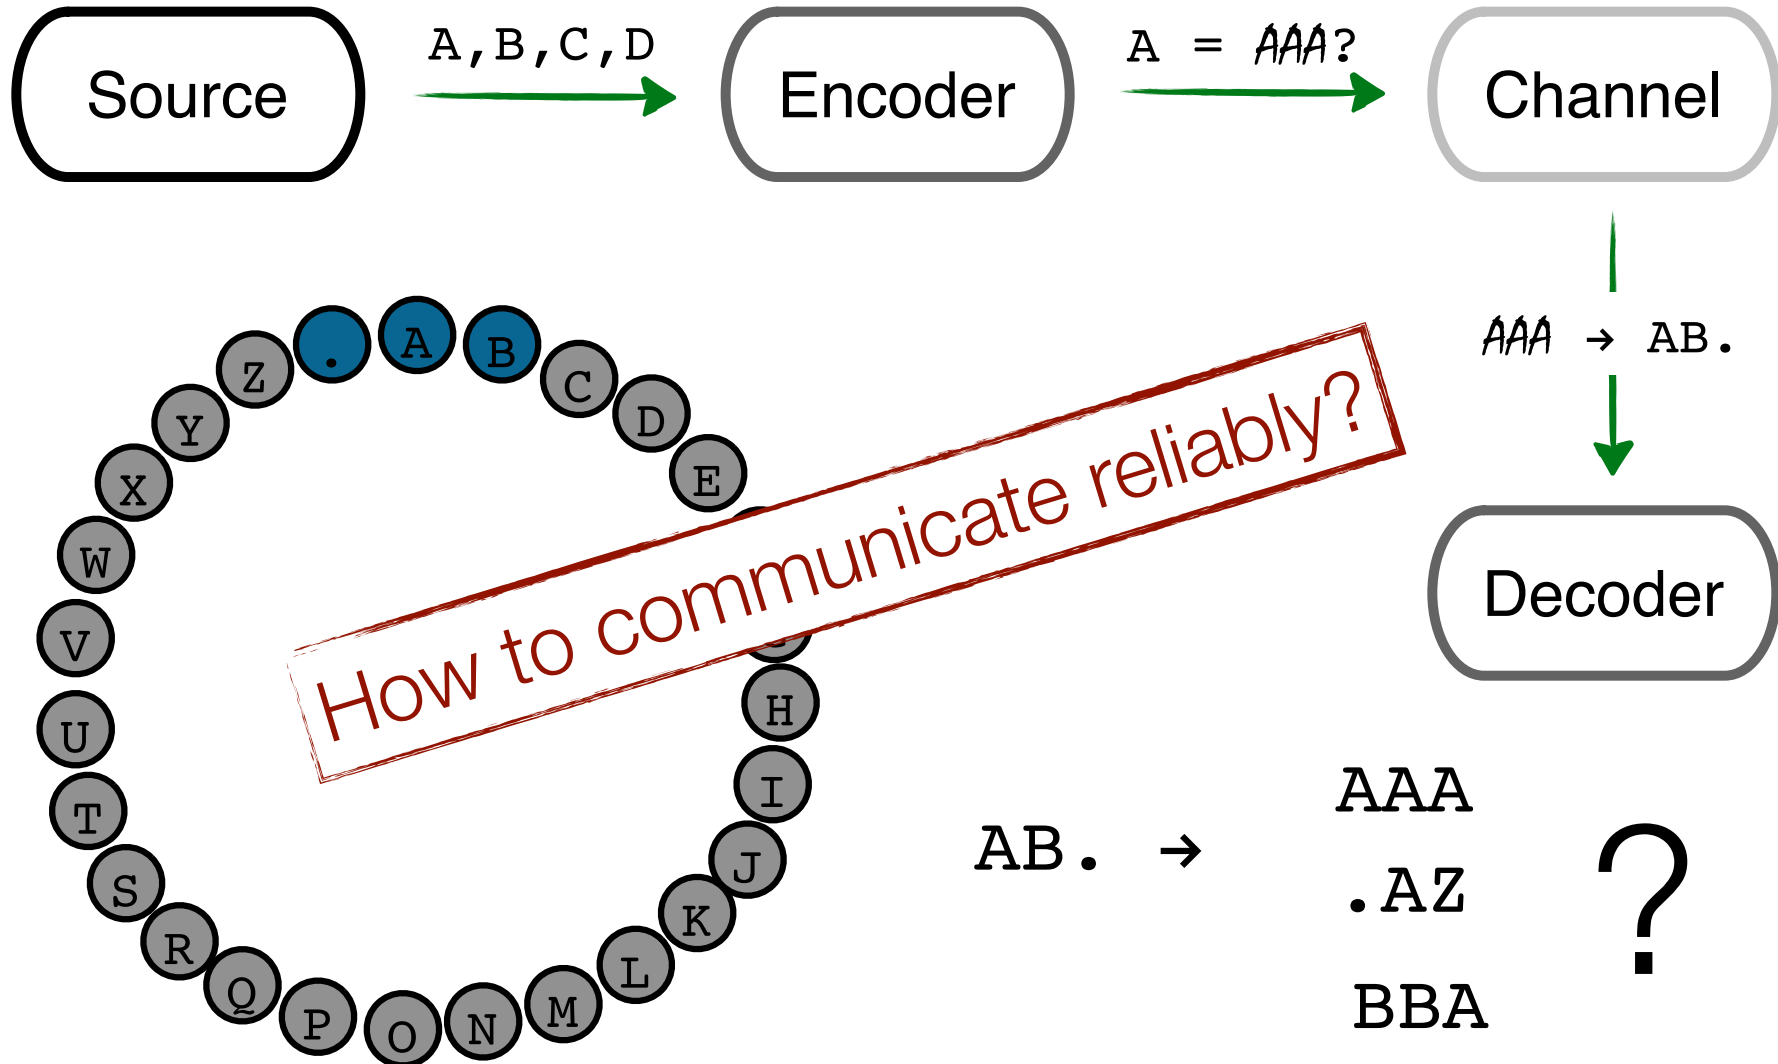 Source
A,B,C,D
Encoder
A = AAA?
Channel
AAA → AB.
Decoder
How to communicate reliably?
.
A
B
C
D
E
H
I
J
K
L
M
N
O
P
Q
R
S
T
U
V
W
X
Y
Z
AB. →
AAA
.AZ
BBA
?